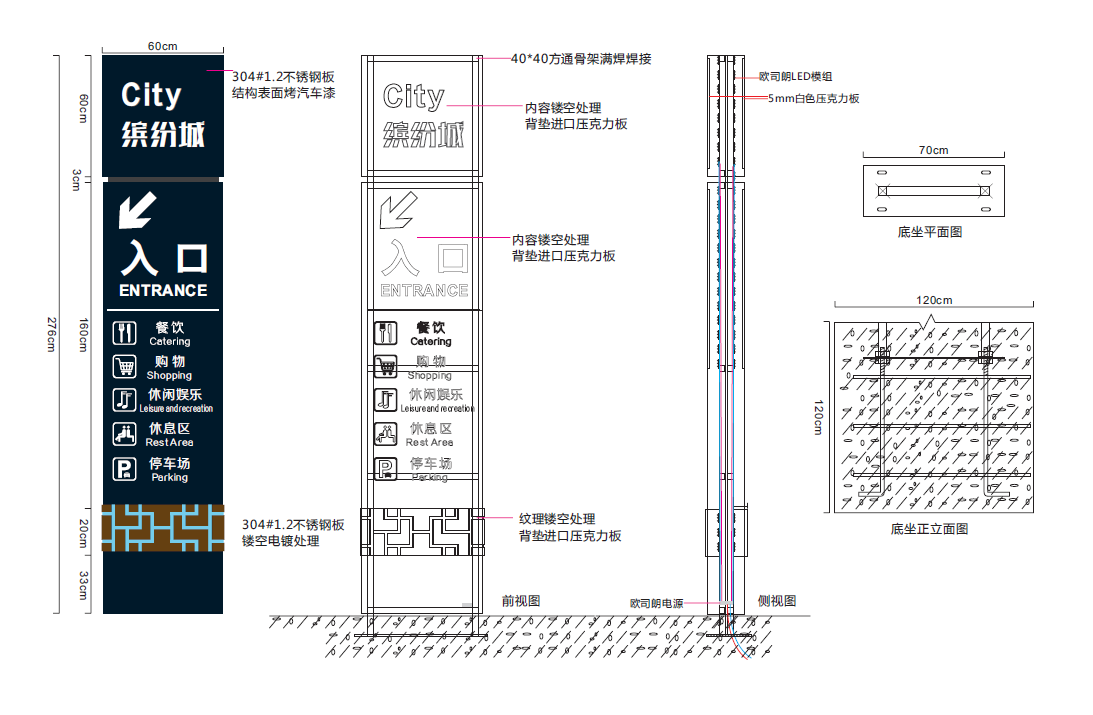 60cm
304#1.2不锈钢板
结构表面烤汽车漆
City
缤纷城
60cm
3cm
入口
ENTRANCE
餐饮
Catering
购物
Shopping
休闲娱乐
Leisure and recreation
休息区
Rest Area
P
停车场
Parking
276cm
160cm
20cm
33cm
304#1.2不锈钢板
镂空电镀处理
40*40方通骨架满焊焊接
City
缤纷城
内容镂空处理
背垫进口压克力板
入口
ENTRANCE
内容镂空处理
背垫进口压克力板
餐饮
Catering
购物
Shopping
休闲娱乐
Leisure and recreation
休息区
Rest Area
P
停车场
Parking
纹理镂空处理
背垫进口压克力板
前视图
欧司朗LED模组
5mm白色压克力板
欧司朗电源
侧视图
70cm
底坐平面图
120cm
120cm
底坐正立面图